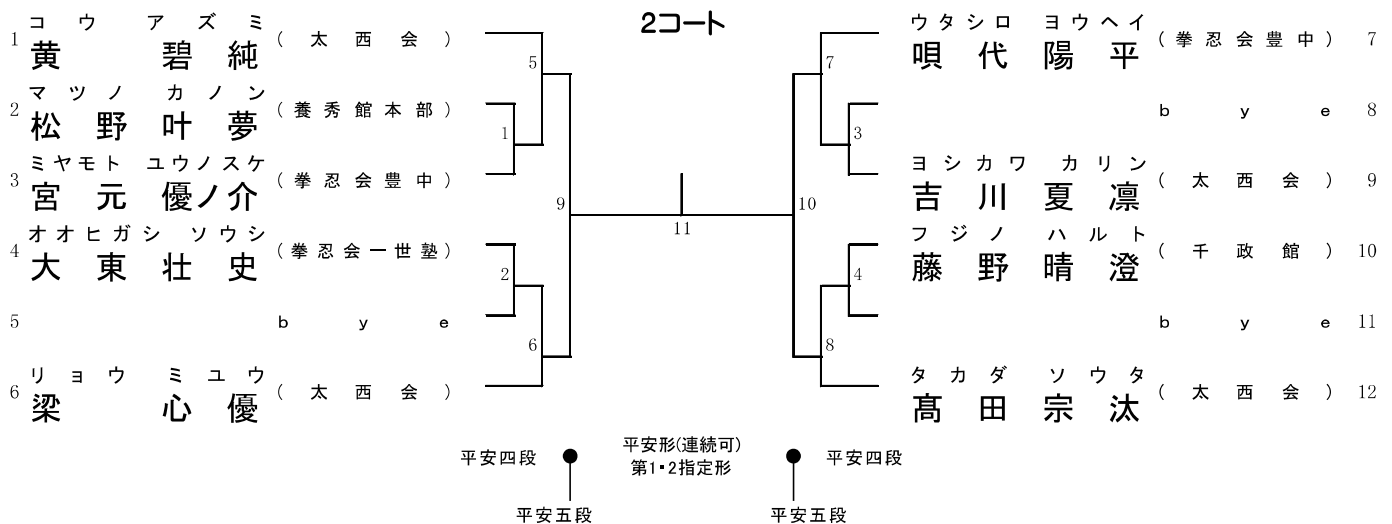 2コート
コウ アズミ
1 黄 碧純 (太西会)
マツノ カノン
2 松野叶夢 (養秀館本部)
ミヤモト ユウノスケ
3 宮元優ノ介 (拳忍会豊中)
オオヒガシ ソウシ
4 大東壮史 (拳忍会一世塾)
5 bye
リョウ ミユウ
6 梁 心優 (太西会)
5
1
9
2
6
11
7
3
10
4
8
ウタシロ ヨウヘイ
唄代陽平 (拳忍会豊中) 7
bye 8
ヨシカワ カリン
吉川夏凛 (太西会) 9
フジノ ハルト
藤野晴澄 (千政館) 10
bye 11
タカダ ソウタ
髙田宗汰 (太西会) 12
平安四段
平安五段
平安形(連続可)
第1・2指定形
平安四段
平安五段